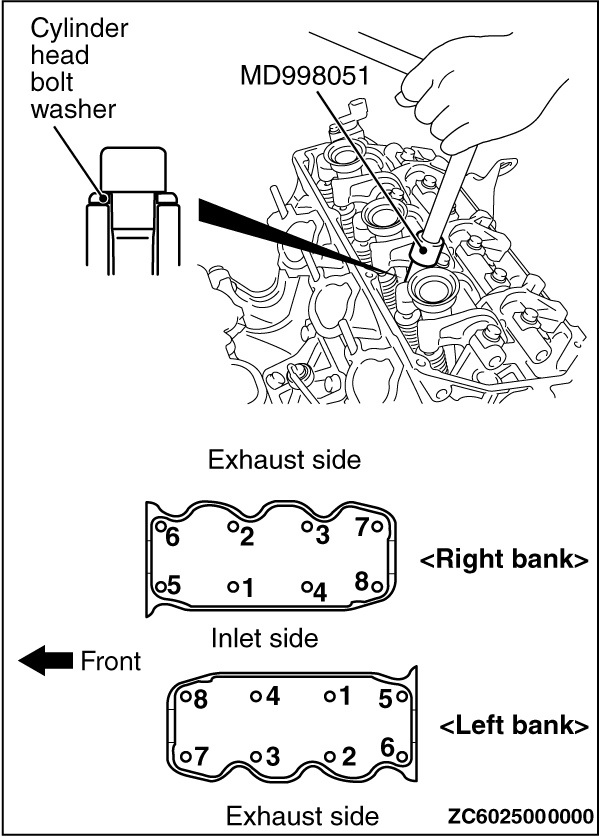 Cylinder
head
bolt
washer
MD998051
Exhaust side
6 2 3 7
5 1 4 8
<Right bank>
Inlet side
Front
8 4 1 5
7 3 2 6
<Left bank>
Exhaust side
ZC6025000000